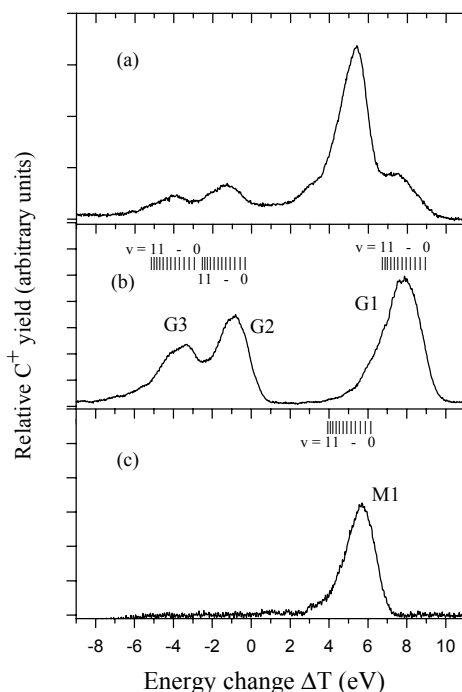 (a)
v = 11 - 0
11 - 0
v = 11 - 0
(b)
G3
G2
G1
v = 11 - 0
(c)
M1
-8 -6 -4 -2 0 2 4 6 8 10
Energy change ΔT (eV)
Relative C+ yield (arbitrary units)